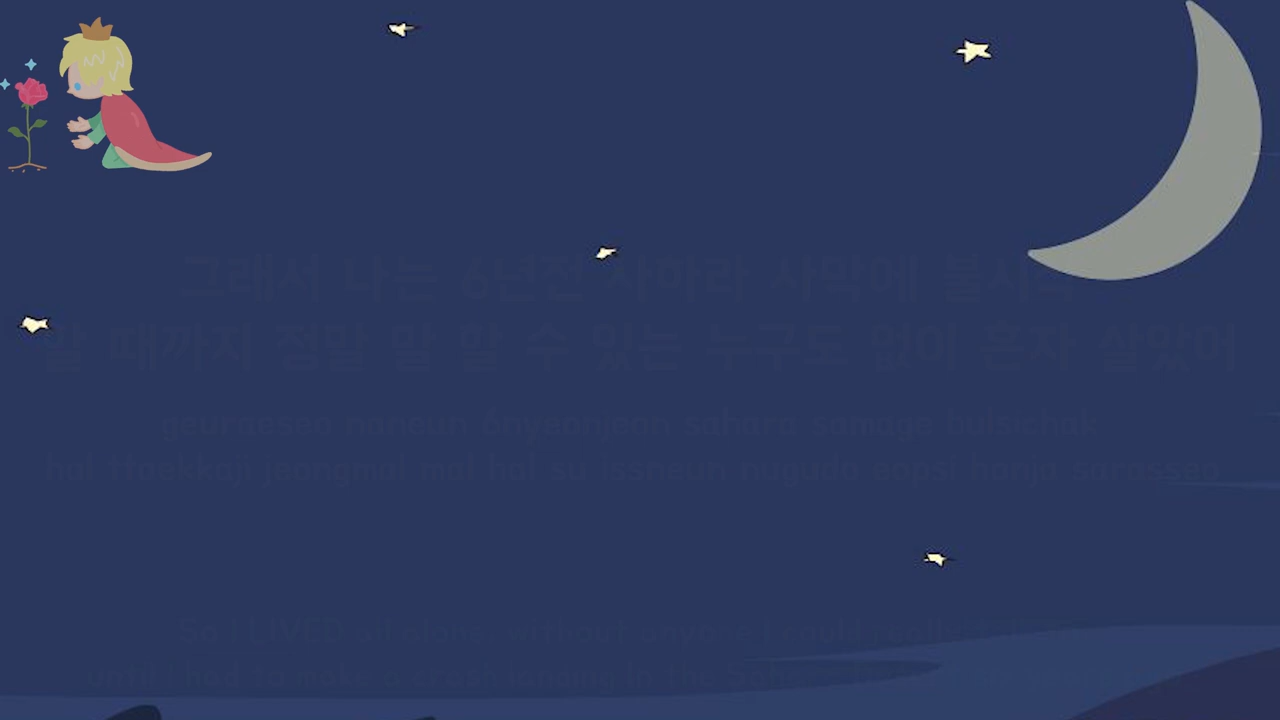 그래서 나는 6년전 사하라 사막에 불시착
할 때까지 정말 말 할 수 있는 누구도 없이 혼자 살았어
geuraeseo naneun 6nyeonjeon sahara samage bulsichak
hal ttaekkaji jeongmal mal hal su issneun nugudo eopsi honja sarasseo
So I LIVED all alone, without anyone I could really
until I had to make a crash landing in the